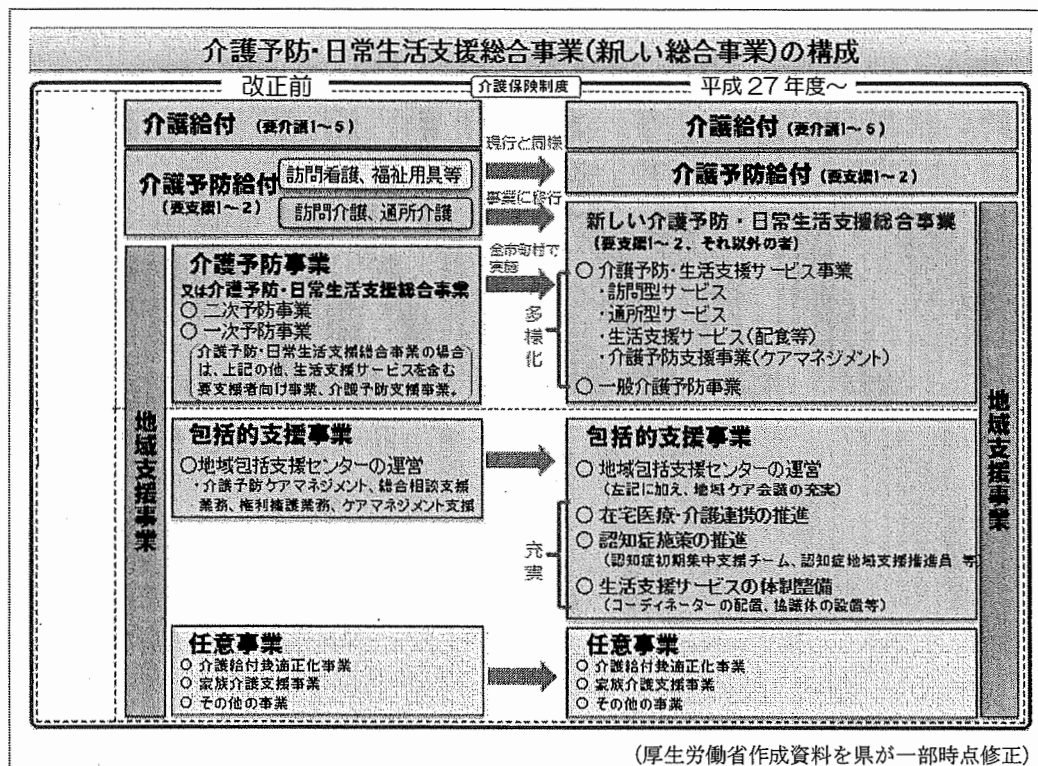 介護予防・日常生活支援総合事業(新しい総合事業)の構成
改正前
介護保険制度
平成27年度～
介護給付 (要介護1～5)
現行と同様
介護給付 (要介護1～5)
介護予防給付
(要支援1～2)
訪問看護、福祉用具等
訪問介護、通所介護
事業に移行
介護予防給付 (要支援1～2)
新しい介護予防・日常生活支援総合事業
(要支援1～2、それ以外の者)
全市町村で
実施
介護予防事業
又は介護予防・日常生活支援総合事業
○ 二次予防事業
○ 一次予防事業
介護予防・日常生活支援総合事業の場合
は、上記の他、生活支援サービスを含む
要支援者向け事業、介護予防支援事業。
多様化
○ 介護予防・生活支援サービス事業
・訪問型サービス
・通所型サービス
・生活支援サービス(配食等)
・介護予防支援事業(ケアマネジメント)
○ 一般介護予防事業
地域支援事業
包括的支援事業
○地域包括支援センターの運営
・介護予防ケアマネジメント、総合相談支援
業務、権利擁護業務、ケアマネジメント支援
充実
包括的支援事業
○ 地域包括支援センターの運営
(左記に加え、地域ケア会議の充実)
○ 在宅医療・介護連携の推進
○ 認知症施策の推進
(認知症初期集中支援チーム、認知症地域支援推進員 等)
○ 生活支援サービスの体制整備
(コーディネーターの配置、協議体の設置等)
地域支援事業
任意事業
○ 介護給付費適正化事業
○ 家族介護支援事業
○ その他の事業
任意事業
○ 介護給付費適正化事業
○ 家族介護支援事業
○ その他の事業
(厚生労働省作成資料を県が一部時点修正)